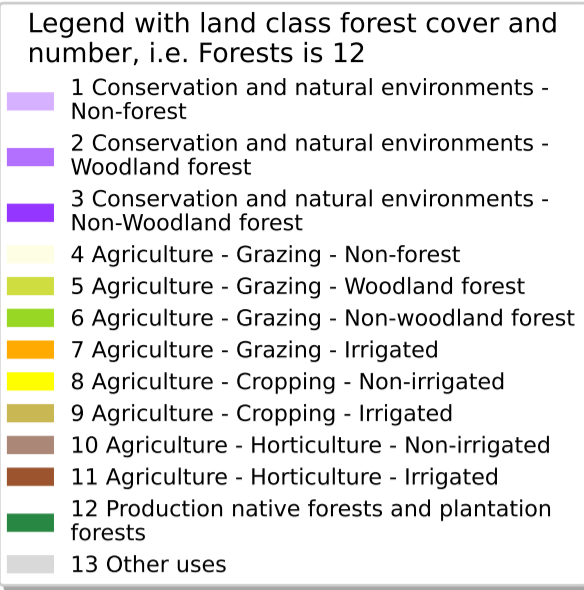 Legend with land class forest cover and
number, i.e. Forests is 12
1 Conservation and natural environments -
Non-forest
2 Conservation and natural environments -
Woodland forest
3 Conservation and natural environments -
Non-Woodland forest
4 Agriculture - Grazing - Non-forest
5 Agriculture - Grazing - Woodland forest
6 Agriculture - Grazing - Non-woodland forest
7 Agriculture - Grazing - Irrigated
8 Agriculture - Cropping - Non-irrigated
9 Agriculture - Cropping - Irrigated
10 Agriculture - Horticulture - Non-irrigated
11 Agriculture - Horticulture - Irrigated
12 Production native forests and plantation
forests
13 Other uses